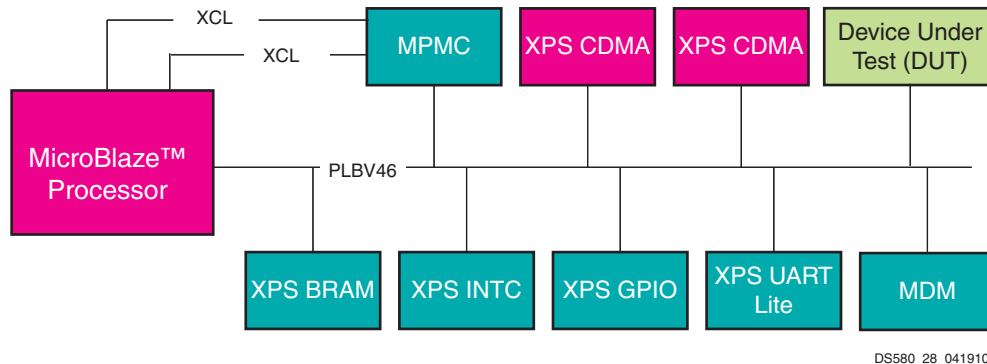 XCL
XCL
MPMC
XPS CDMA
XPS CDMA
Device Under
Test (DUT)
MicroBlaze™
Processor
PLBV46
XPS BRAM
XPS INTC
XPS GPIO
XPS UART
Lite
MDM
DS580_28_041910